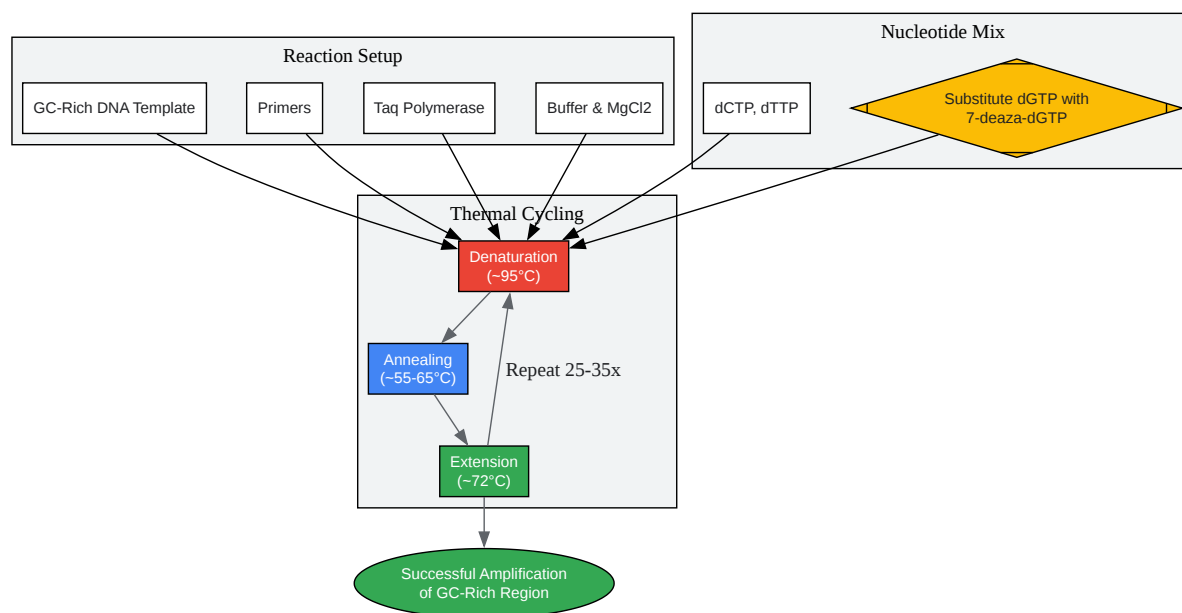 Reaction Setup
GC-Rich DNA Template
Primers
Taq Polymerase
Buffer & MgCl2
Nucleotide Mix
dCTP, dTTP
Substitute dGTP with
7-deaza-dGTP
Thermal Cycling
Denaturation
(~95°C)
Annealing
(~55-65°C)
Repeat 25-35x
Extension
(~72°C)
Successful Amplification
of GC-Rich Region